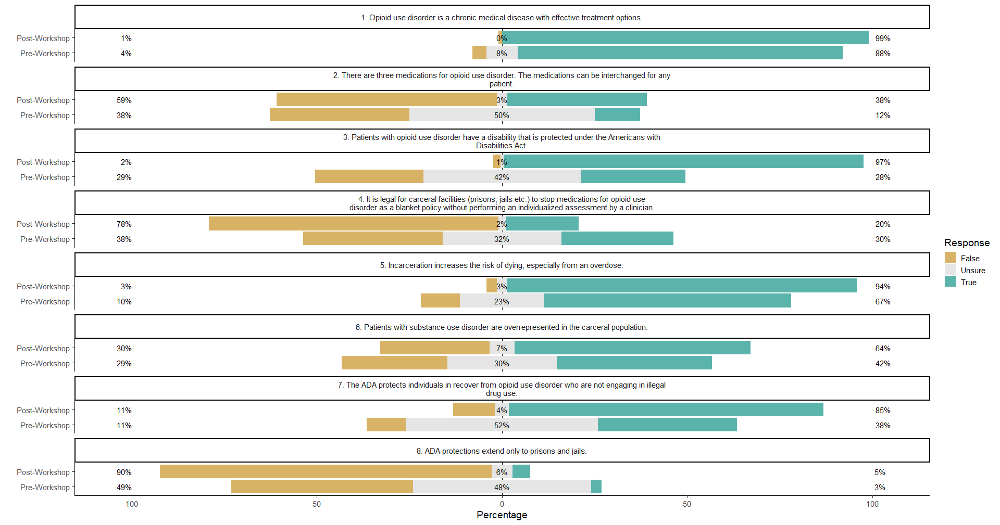 1. Opioid use disorder is a chronic medical disease with effective treatment options.
Post-Workshop 1% 0% 99%
Pre-Workshop 4% 8% 88%
2. There are three medications for opioid use disorder. The medications can be interchanged for any
patient.
Post-Workshop 59% 3% 38%
Pre-Workshop 38% 50% 12%
3. Patients with opioid use disorder have a disability that is protected under the Americans with
Disabilities Act.
Post-Workshop 2% 1% 97%
Pre-Workshop 29% 42% 28%
4. It is legal for carceral facilities (prisons, jails etc.) to stop medications for opioid use
disorder as a blanket policy without performing an individualized assessment by a clinician.
Post-Workshop 78% 2% 20%
Pre-Workshop 38% 32% 30%
5. Incarceration increases the risk of dying, especially from an overdose.
Post-Workshop 3% 3% 94%
Pre-Workshop 10% 23% 67%
6. Patients with substance use disorder are overrepresented in the carceral population.
Post-Workshop 30% 7% 64%
Pre-Workshop 29% 30% 42%
7. The ADA protects individuals in recover from opioid use disorder who are not engaging in illegal
drug use.
Post-Workshop 11% 4% 85%
Pre-Workshop 11% 52% 38%
8. ADA protections extend only to prisons and jails.
Post-Workshop 90% 6% 5%
Pre-Workshop 49% 48% 3%
100 50 0 50 100
Percentage
Response
False
Unsure
True